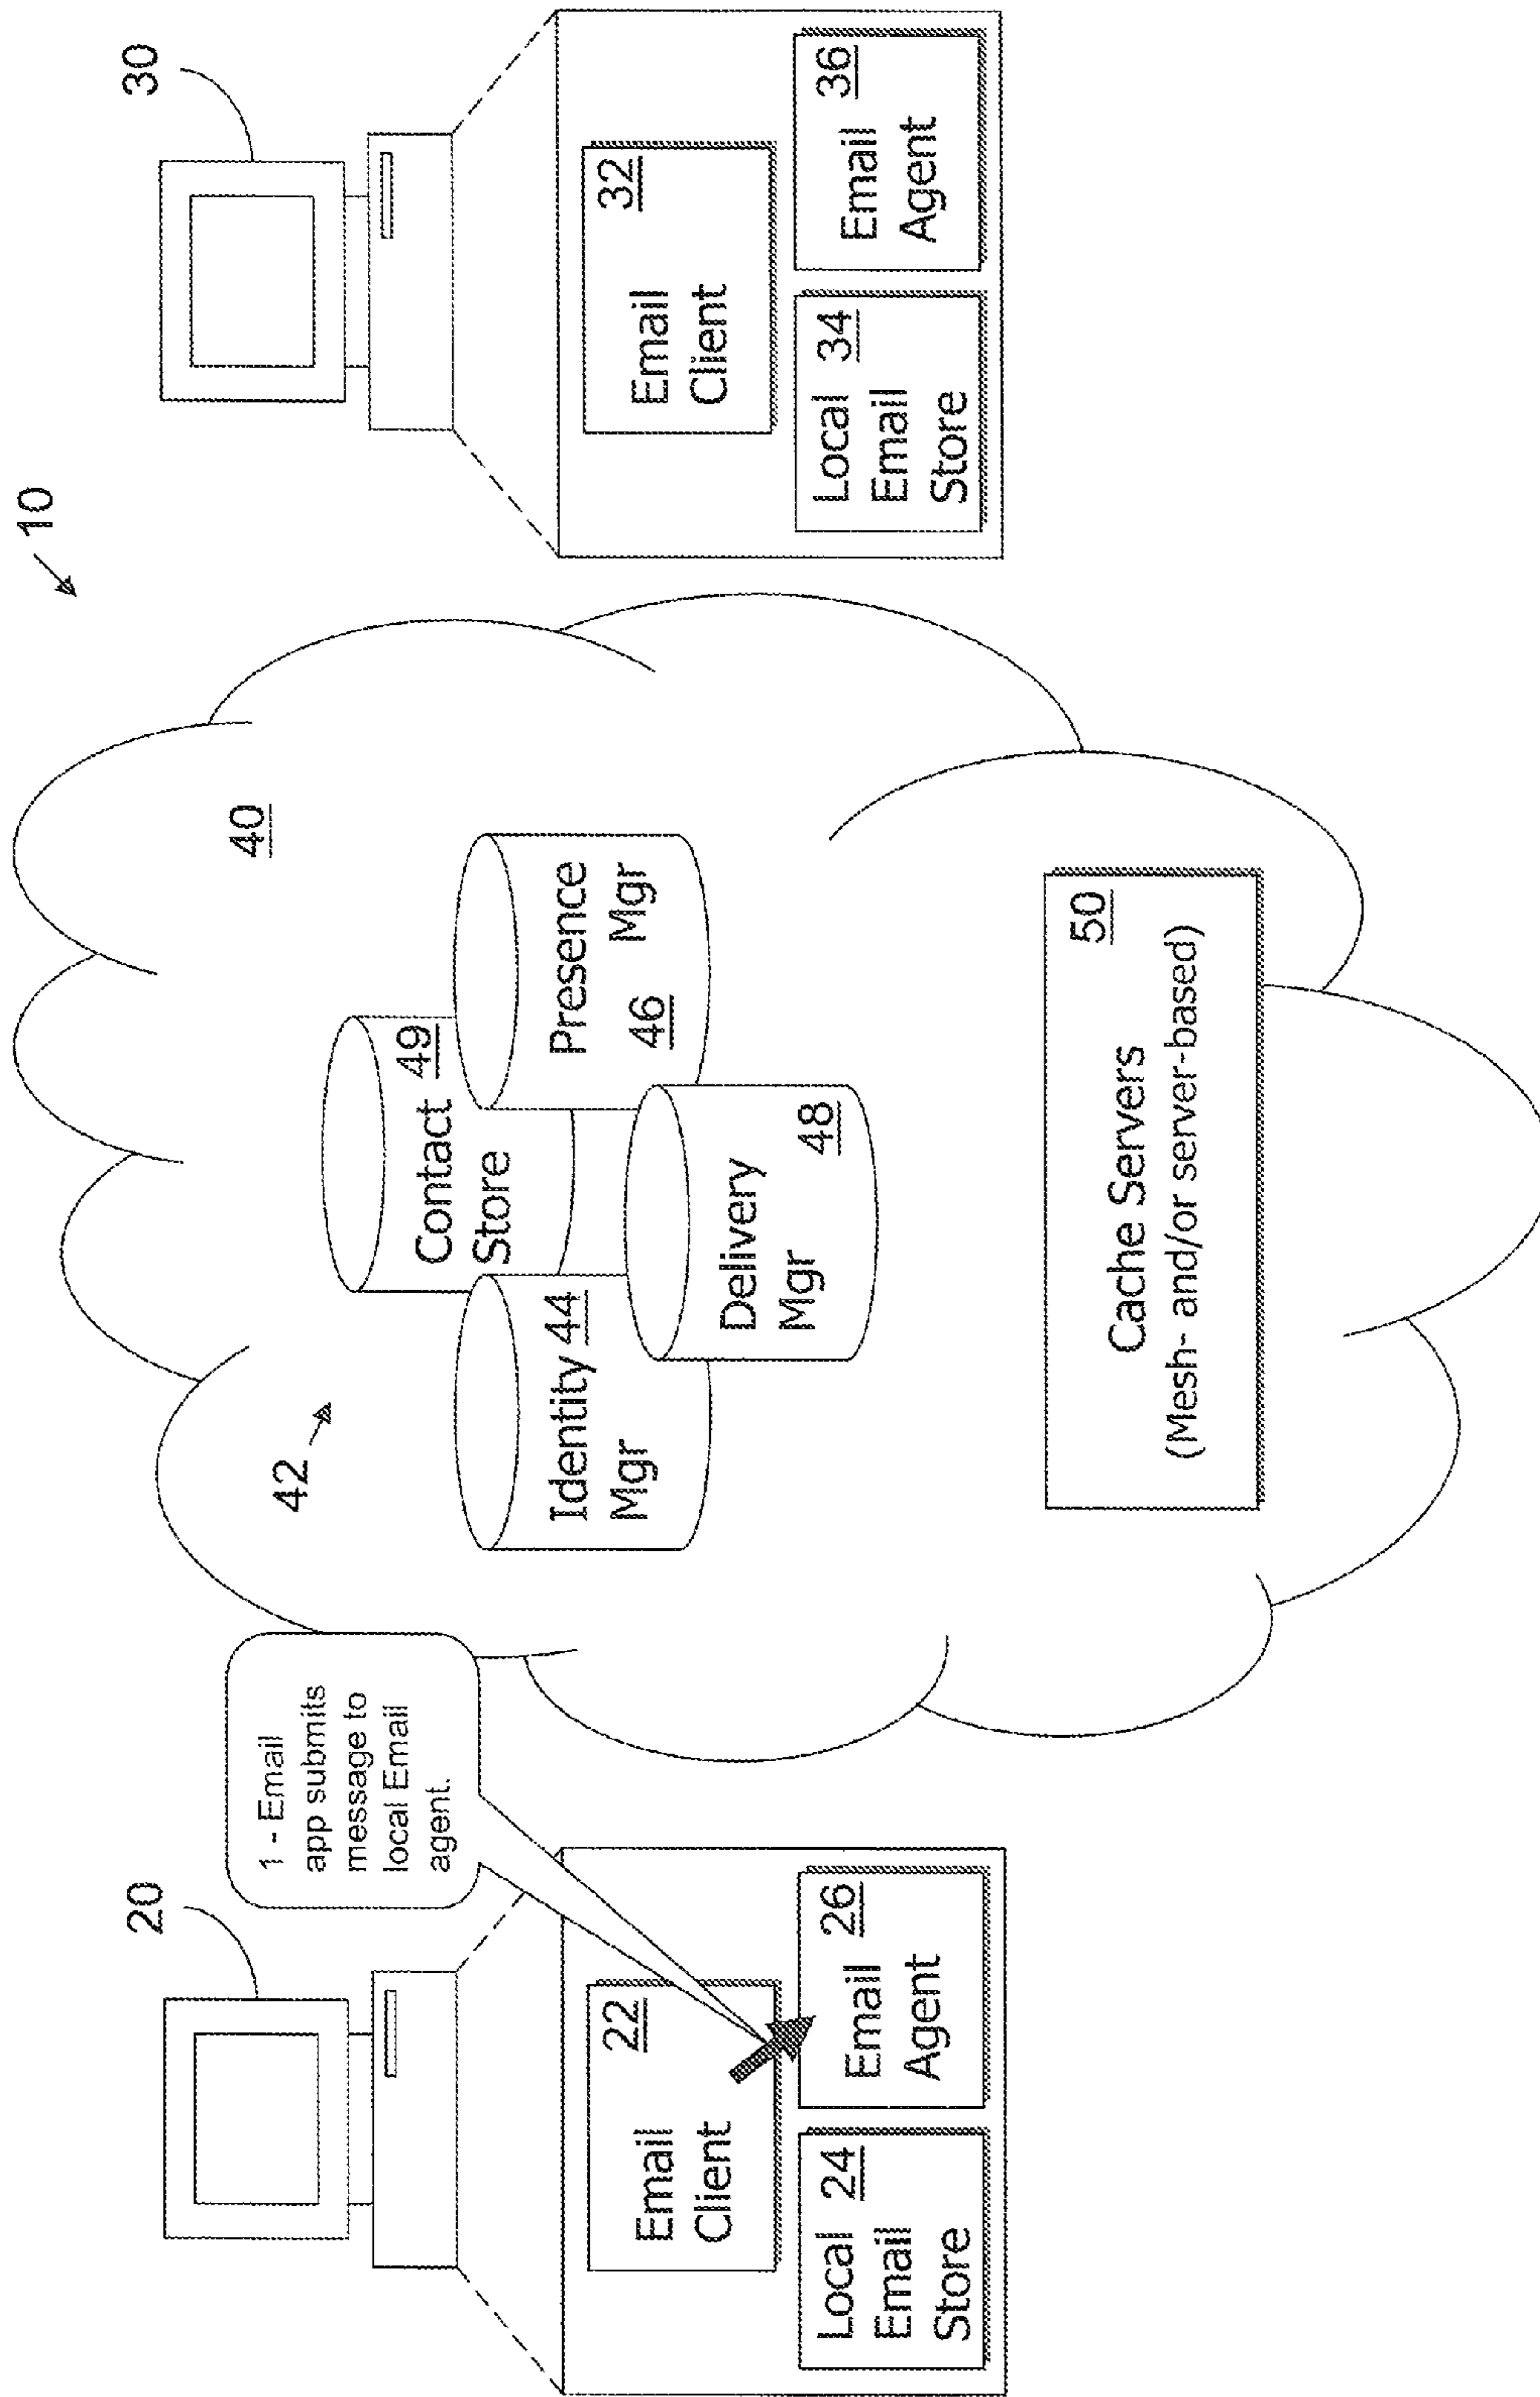 10
20
1 - Email
app submits
message to
local Email
agent.
Email 22
Client
Local 24
Email
Store
Email 26
Agent
40
42
Contact 49
Store
Identity 44
Mgr
Presence
46 Mgr
Delivery
Mgr 48
50
Cache Servers
(Mesh- and/or server-based)
30
Email 32
Client
Local 34
Email
Store
Email 36
Agent